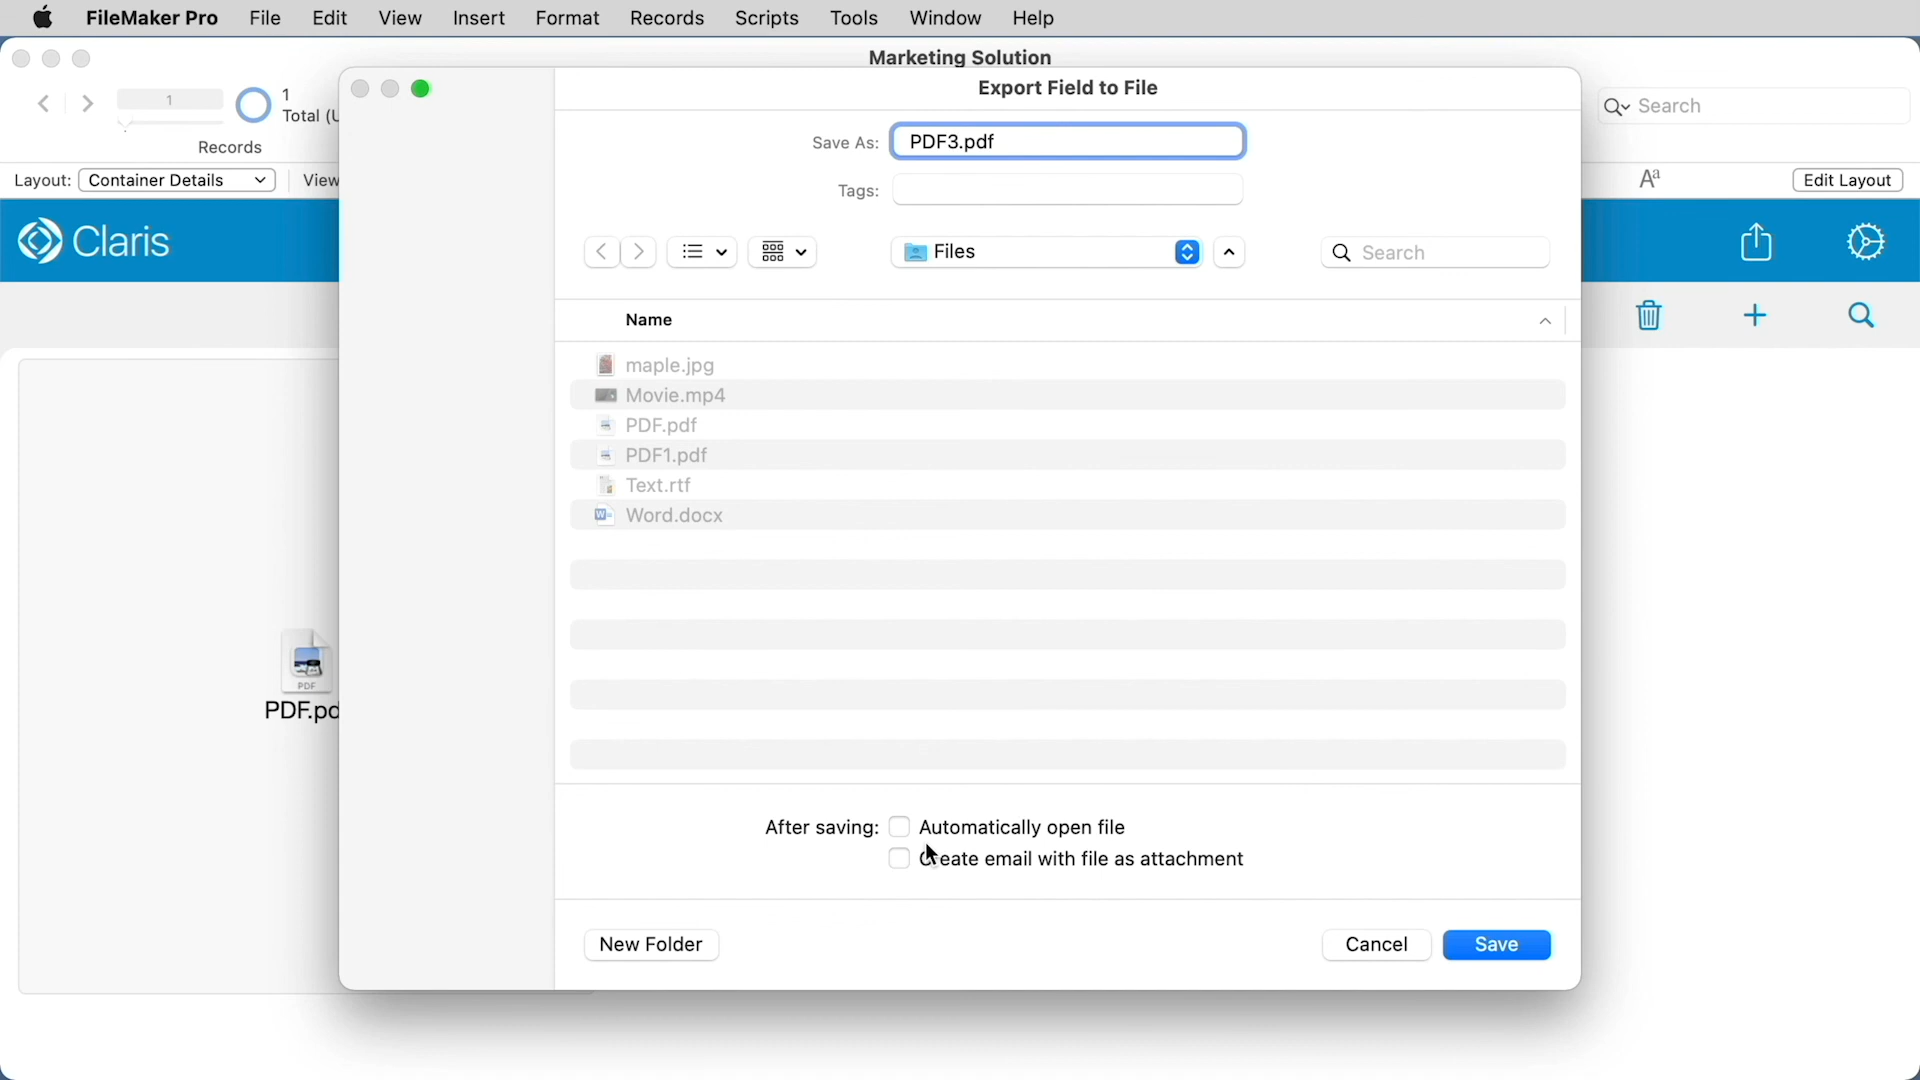 FileMaker Pro File Edit View Insert Format Records Scripts Tools Window Help
Marketing Solution
Export Field to File
1
1
Total (U
Records
Search
Save As: PDF3.pdf
Tags:
Layout: Container Details View
Aa
Edit Layout
Claris
Files
Search
Name
maple.jpg
Movie.mp4
PDF.pdf
PDF1.pdf
Text.rtf
Word.docx
PDF
PDF.pd
After saving: Automatically open file
Create email with file as attachment
New Folder Cancel Save